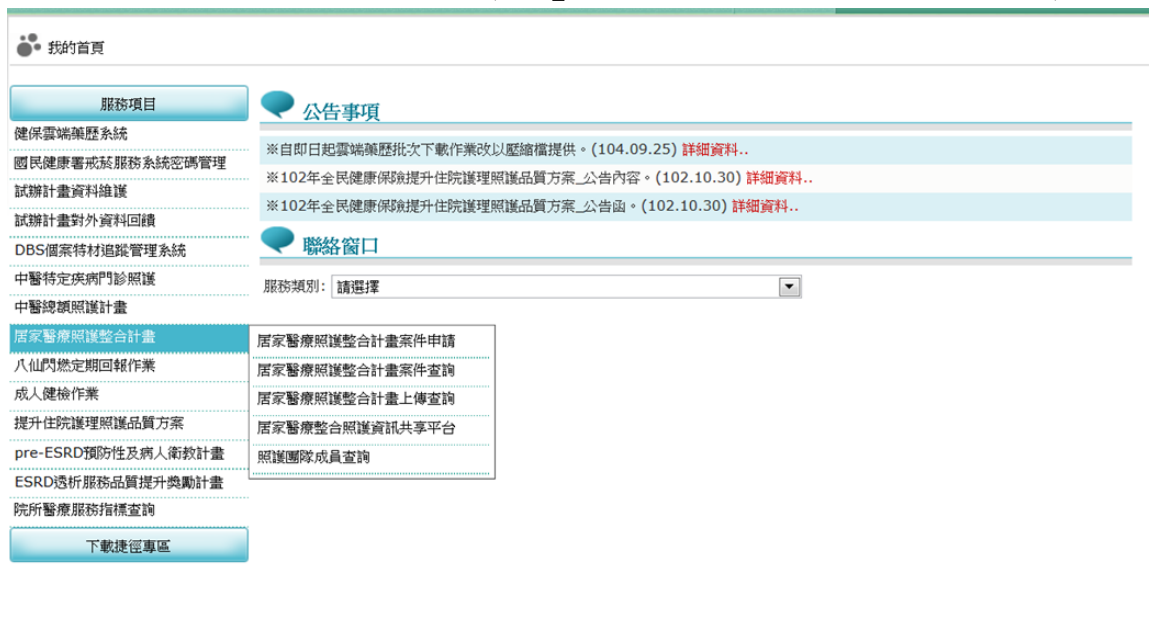 我的首頁
服務項目
健保雲端藥歷系統
國民健康署戒菸服務系統密碼管理
試辦計畫資料維護
試辦計畫對外資料回饋
DBS個案特材追蹤管理系統
中醫特定疾病門診照護
中醫總額照護計畫
居家醫療照護整合計畫
八仙閃燃定期回報作業
成人健檢作業
提升住院護理照護品質方案
pre-ESRD預防性及病人衛教計畫
ESRD透析服務品質提升獎勵計畫
院所醫療服務指標查詢
下載捷徑專區
公告事項
※自即日起雲端藥歷批次下載作業改以壓縮檔提供。(104.09.25) 詳細資料..
※102年全民健康保險提升住院護理照護品質方案_公告內容。(102.10.30) 詳細資料..
※102年全民健康保險提升住院護理照護品質方案_公告函。(102.10.30) 詳細資料..
聯絡窗口
服務類別: 請選擇
居家醫療照護整合計畫案件申請
居家醫療照護整合計畫案件查詢
居家醫療照護整合計畫上傳查詢
居家醫療整合照護資訊共享平台
照護團隊成員查詢